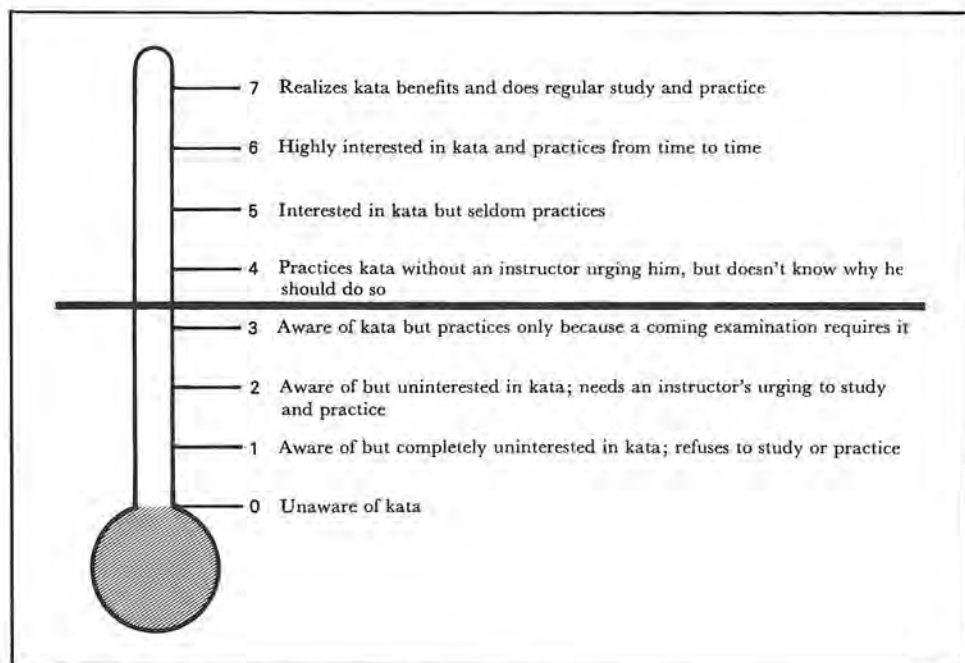 7 Realizes kata benefits and does regular study and practice
6 Highly interested in kata and practices from time to time
5 Interested in kata but seldom practices
4 Practices kata without an instructor urging him, but doesn't know why he
should do so
3 Aware of kata but practices only because a coming examination requires it
2 Aware of but uninterested in kata; needs an instructor's urging to study
and practice
1 Aware of but completely uninterested in kata; refuses to study or practice
0 Unaware of kata